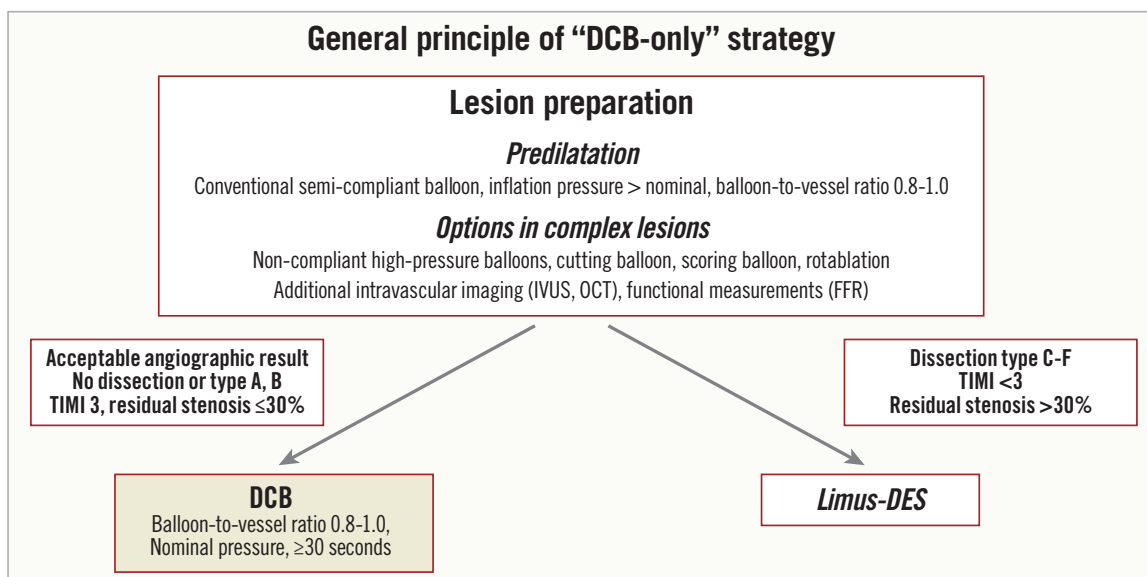 General principle of “DCB-only” strategy
Lesion preparation
Predilatation
Conventional semi-compliant balloon, inflation pressure > nominal, balloon-to-vessel ratio 0.8-1.0
Options in complex lesions
Non-compliant high-pressure balloons, cutting balloon, scoring balloon, rotablation
Additional intravascular imaging (IVUS, OCT), functional measurements (FFR)
Acceptable angiographic result
No dissection or type A, B
TIMI 3, residual stenosis ≤30%
Dissection type C-F
TIMI <3
Residual stenosis >30%
DCB
Balloon-to-vessel ratio 0.8-1.0,
Nominal pressure, ≥30 seconds
Limus-DES